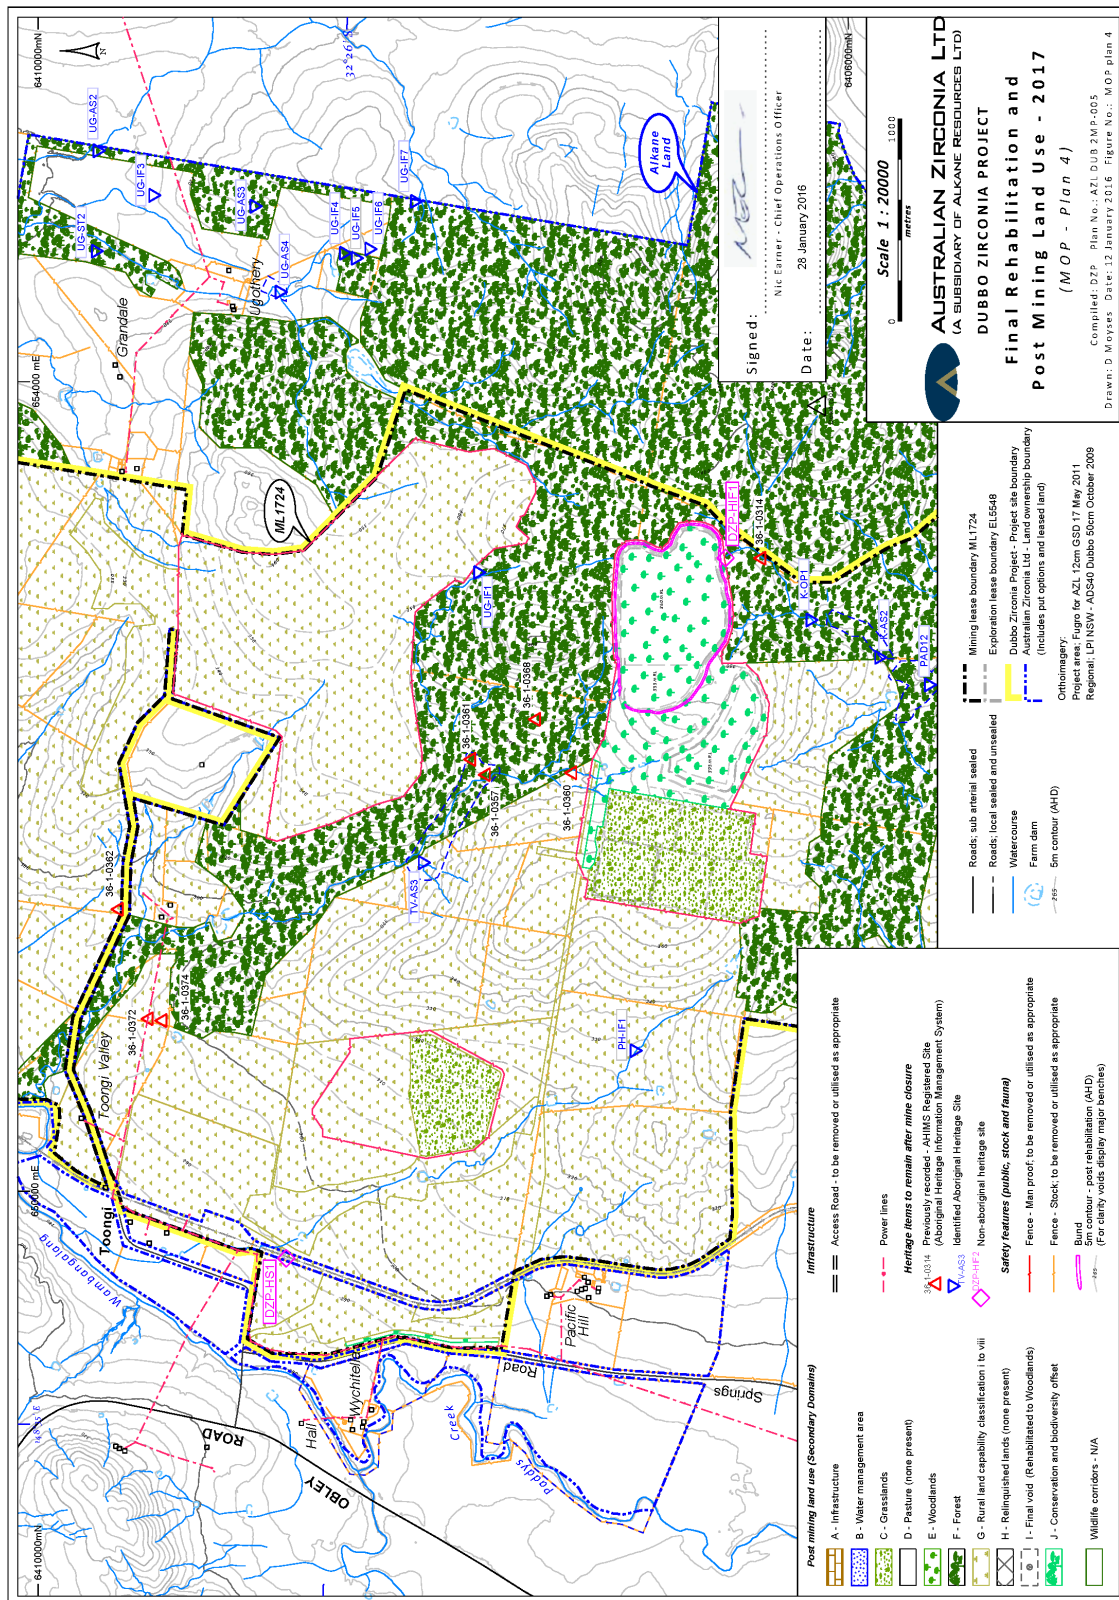 6410000mN
654000 mE
650000 mE
6410000mN
6406000mN
32°26'S
148°35'E
N
UG-AS2
UG-IF3
UG-ST2
UG-AS3
UG-IF4
UG-IF5
UG-IF6
UG-IF7
UG-AS4
Ugothery
Grandale
ML1724
Alkane
Land
UG-IF1
36-1-0368
36-1-0361
36-1-0357
36-1-0360
36-1-0362
36-1-0372
36-1-0374
36-1-0314
DZP-HIF1
K-OP1
K-AS2
PAD12
TV-AS3
PH-IF1
Toongi Valley
Toongi
Wambangalang
DZP-HS1
Wychitella
Hall
Pacific
Hill
Road
Springs
Creek
Paddys
OBLEY
ROAD
Signed:
Nic Earner - Chief Operations Officer
Date:
28 January 2016
Scale 1 : 20000
0
1000
metres
AUSTRALIAN ZIRCONIA LTD
(A SUBSIDIARY OF ALKANE RESOURCES LTD)
DUBBO ZIRCONIA PROJECT
Final Rehabilitation and
Post Mining Land Use - 2017
(MOP - Plan 4)
Compiled: DZP Plan No.: AZL DUB 2MP-005
Drawn: D Moyses Date: 12 January 2016 Figure No.: MOP plan 4
Roads; sub arterial sealed
Roads; local sealed and unsealed
Watercourse
Farm dam
265
5m contour (AHD)
Mining lease boundary ML1724
Exploration lease boundary EL5548
Dubbo Zirconia Project - Project site boundary
Australian Zirconia Ltd - Land ownership boundary
(Includes put options and leased land)
Orthoimagery:
Project area; Fugro for AZL 12cm GSD 17 May 2011
Regional; LPI NSW - ADS40 Dubbo 50cm October 2009
Post mining land use (Secondary Domains)
A - Infrastructure
B - Water management area
C - Grasslands
D - Pasture (none present)
E - Woodlands
F - Forest
G - Rural land capability classification I to viii
H - Relinquished lands (none present)
I - Final void (Rehabilitated to Woodlands)
J - Conservation and biodiversity offset
Wildlife corridors - N/A
Infrastructure
Access Road - to be removed or utilised as appropriate
Power lines
Heritage items to remain after mine closure
36-1-0314
Previously recorded - AHIMS Registered Site
(Aboriginal Heritage Information Management System)
TV-AS3
Identified Aboriginal Heritage Site
DZP-HIF2
Non-aboriginal heritage site
Safety features (public, stock and fauna)
Fence - Man proof; to be removed or utilised as appropriate
Fence - Stock; to be removed or utilised as appropriate
Bund
265
5m contour - post rehabilitation (AHD)
(For clarity voids display major benches)